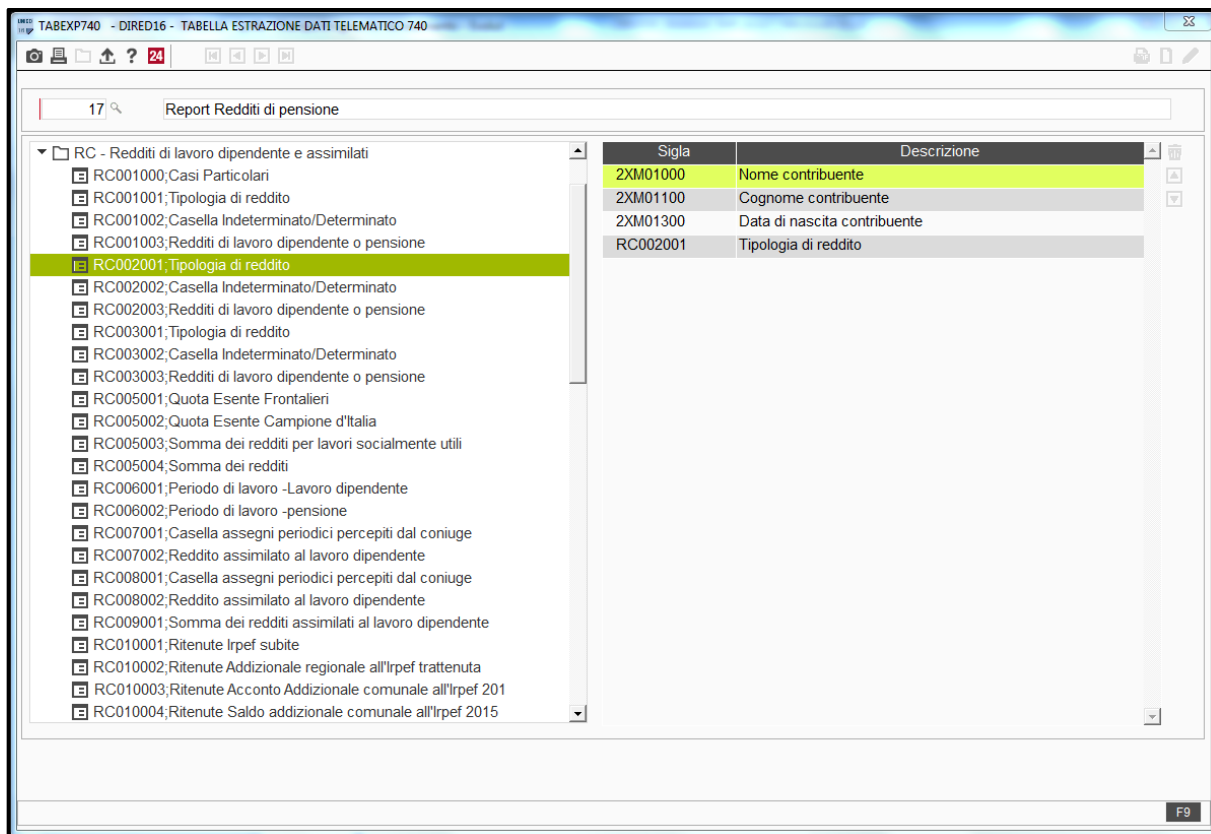 TABEXP740 - DIRED16 - TABELLA ESTRAZIONE DATI TELEMATICO 740
? 24
17 Report Redditi di pensione
RC - Redditi di lavoro dipendente e assimilati
RC001000;Casi Particolari
RC001001;Tipologia di reddito
RC001002;Casella Indeterminato/Determinato
RC001003;Redditi di lavoro dipendente o pensione
RC002001;Tipologia di reddito
RC002002;Casella Indeterminato/Determinato
RC002003;Redditi di lavoro dipendente o pensione
RC003001;Tipologia di reddito
RC003002;Casella Indeterminato/Determinato
RC003003;Redditi di lavoro dipendente o pensione
RC005001;Quota Esente Frontalieri
RC005002;Quota Esente Campione d'Italia
RC005003;Somma dei redditi per lavori socialmente utili
RC005004;Somma dei redditi
RC006001;Periodo di lavoro -Lavoro dipendente
RC006002;Periodo di lavoro -pensione
RC007001;Casella assegni periodici percepiti dal coniuge
RC007002;Reddito assimilato al lavoro dipendente
RC008001;Casella assegni periodici percepiti dal coniuge
RC008002;Reddito assimilato al lavoro dipendente
RC009001;Somma dei redditi assimilati al lavoro dipendente
RC010001;Ritenute Irpef subite
RC010002;Ritenute Addizionale regionale all'Irpef trattenuta
RC010003;Ritenute Acconto Addizionale comunale all'Irpef 201
RC010004;Ritenute Saldo addizionale comunale all'Irpef 2015
Sigla Descrizione
2XM01000 Nome contribuente
2XM01100 Cognome contribuente
2XM01300 Data di nascita contribuente
RC002001 Tipologia di reddito
F9